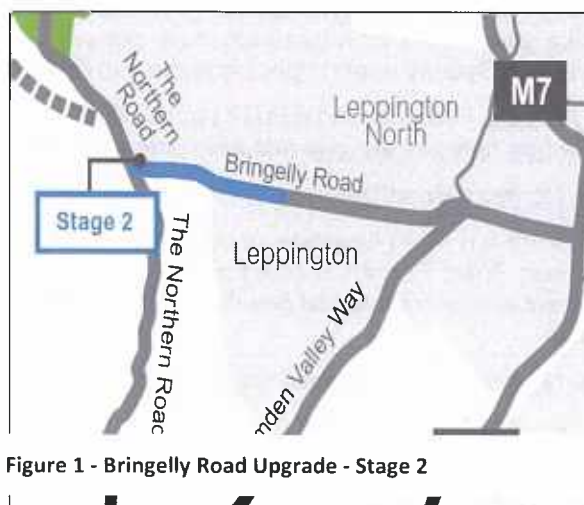 The
Northern
Road
Leppington
North
M7
Bringelly Road
Stage 2
Leppington
The Northern Road
mden Valley Way
Figure 1 - Bringelly Road Upgrade - Stage 2